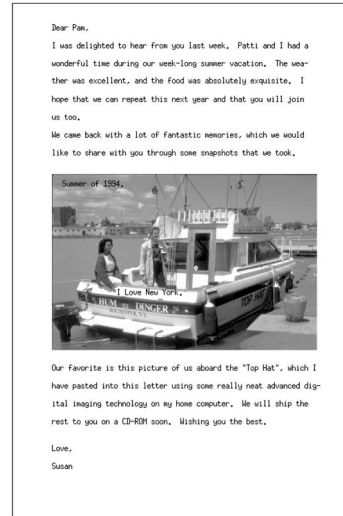 Dear Pam,
I was delighted to hear from you last week. Patti and I had a
wonderful time during our week-long summer vacation. The wea-
ther was excellent, and the food was absolutely exquisite. I
hope that we can repeat this next year and that you will join
us too.
We came back with a lot of fantastic memories, which we would
like to share with you through some snapshots that we took.
Summer of 1994.
I Love New York.
HUM DINGER
ROCHESTER, N.Y.
TOP HAT
Our favorite is this picture of us aboard the "Top Hat", which I
have pasted into this letter using some really neat advanced dig-
ital imaging technology on my home computer. We will ship the
rest to you on a CD-ROM soon. Wishing you the best.
Love,
Susan